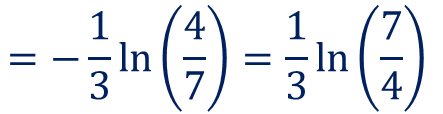 = −1/3 ln(4/7) = 1/3 ln(7/4)